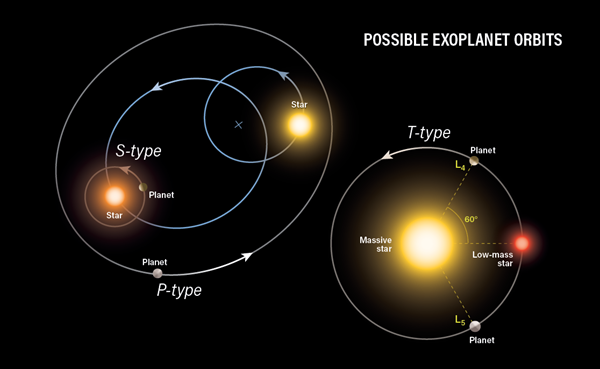 POSSIBLE EXOPLANET ORBITS
Star
S-type
Planet
Star
Planet
P-type
T-type
Planet
L4
60°
Massive
star
Low-mass
star
L5
Planet